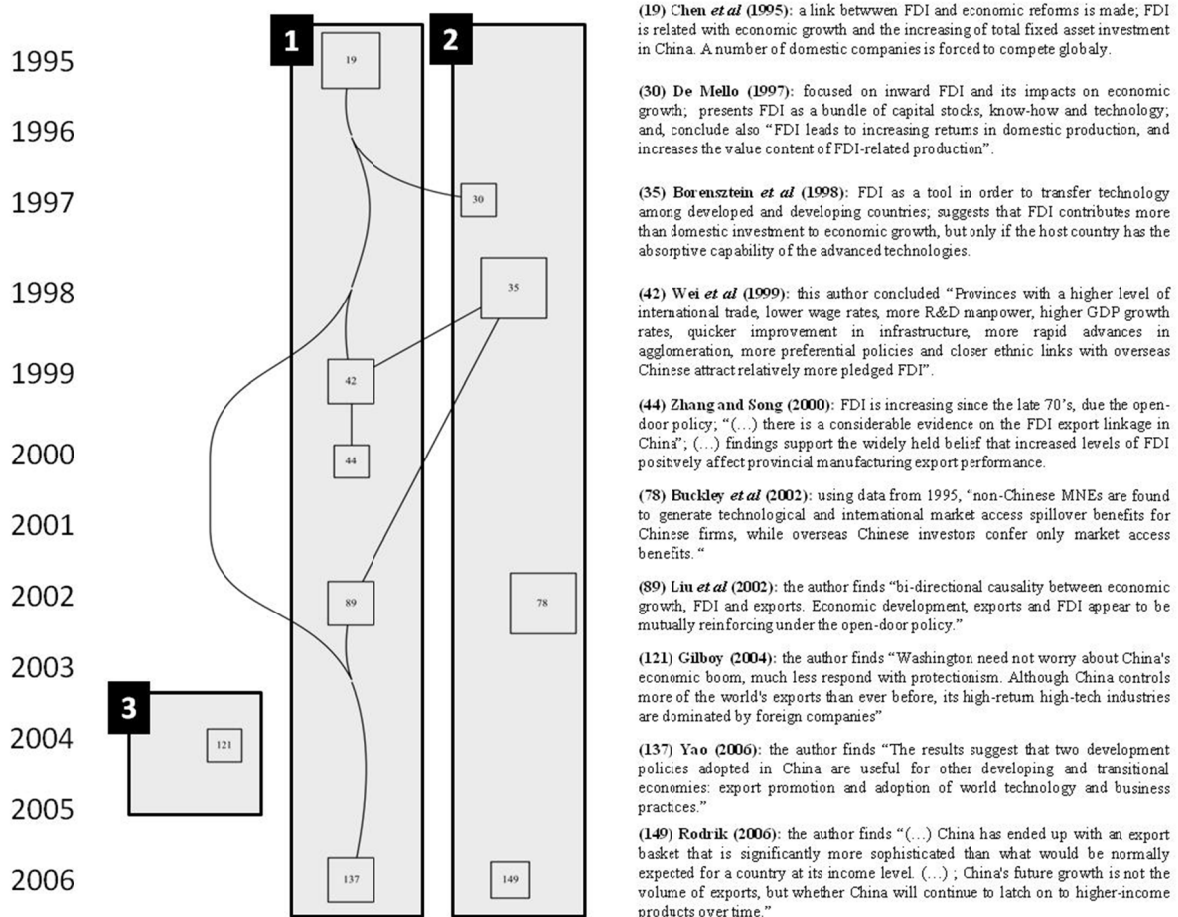 1
2
1995
1996
1997
1998
1999
2000
2001
2002
2003
2004
2005
2006
3
19
30
35
42
44
89
78
121
137
149
(19) Chen et al (1995): a link betwwen FDI and economic reforms is made; FDI
is related with economic growth and the increasing of total fixed asset investment
in China. A number of domestic companies is forced to compete globaly.
(30) De Mello (1997): focused on inward FDI and its impacts on economic
growth; presents FDI as a bundle of capital stocks, know-how and technology;
and, conclude also “FDI leads to increasing returns in domestic production, and
increases the value content of FDI-related production”.
(35) Borensztein et al (1998): FDI as a tool in order to transfer technology
among developed and developing countries; suggests that FDI contributes more
than domestic investment to economic growth, but only if the host country has the
absorptive capability of the advanced technologies.
(42) Wei et al (1999): this author concluded “Provinces with a higher level of
international trade, lower wage rates, more R&D manpower, higher GDP growth
rates, quicker improvement in infrastructure, more rapid advances in
agglomeration, more preferential policies and closer ethnic links with overseas
Chinese attract relatively more pledged FDI”.
(44) Zhang and Song (2000): FDI is increasing since the late 70’s, due the open-
door policy; “(...) there is a considerable evidence on the FDI export linkage in
China”; (...) findings support the widely held belief that increased levels of FDI
positvely affect provincial manufacturing export performance.
(78) Buckley et al (2002): using data from 1995, ‘non-Chinese MNEs are found
to generate technological and international market access spillover benefits for
Chinese firms, while overseas Chinese investors confer only market access
benefits. “
(89) Liu et al (2002): the author finds “bi-directional causality between economic
growth, FDI and exports. Economic development, exports and FDI appear to be
mutually reinforcing under the open-door policy.”
(121) Gilboy (2004): the author finds “Washington need not worry about China's
economic boom, much less respond with protectionism. Although China controls
more of the world's exports than ever before, its high-return high-tech industries
are dominated by foreign companies”
(137) Yao (2006): the author finds “The results suggest that two development
policies adopted in China are useful for other developing and transitional
economies: export promotion and adoption of world technology and business
practices.”
(149) Rodrik (2006): the author finds “(...) China has ended up with an export
basket that is significantly more sophisticated than what would be normally
expected for a country at its income level. (...) ; China's future growth is not the
volume of exports, but whether China will continue to latch on to higher-income
products over time.”